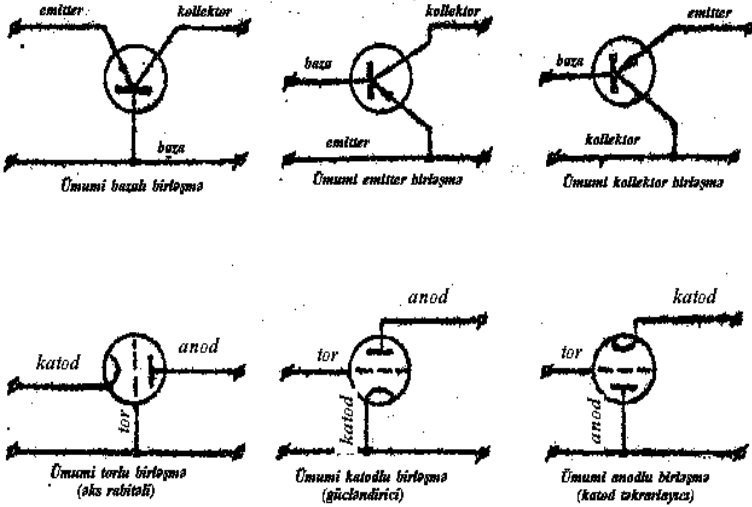 emitter
kollektor
baza
Ümumi bazalı birləşmə
kollektor
baza
emitter
Ümumi emitter birləşmə
emitter
baza
kollektor
Ümumi kollektor birləşmə
katod
anod
tor
Ümumi torlu birləşmə
(əks rabitəli)
anod
tor
katod
Ümumi katodlu birləşmə
(gücləndirici)
katod
tor
anod
Ümumi anodlu birləşmə
(katod təkrarlayıcı)